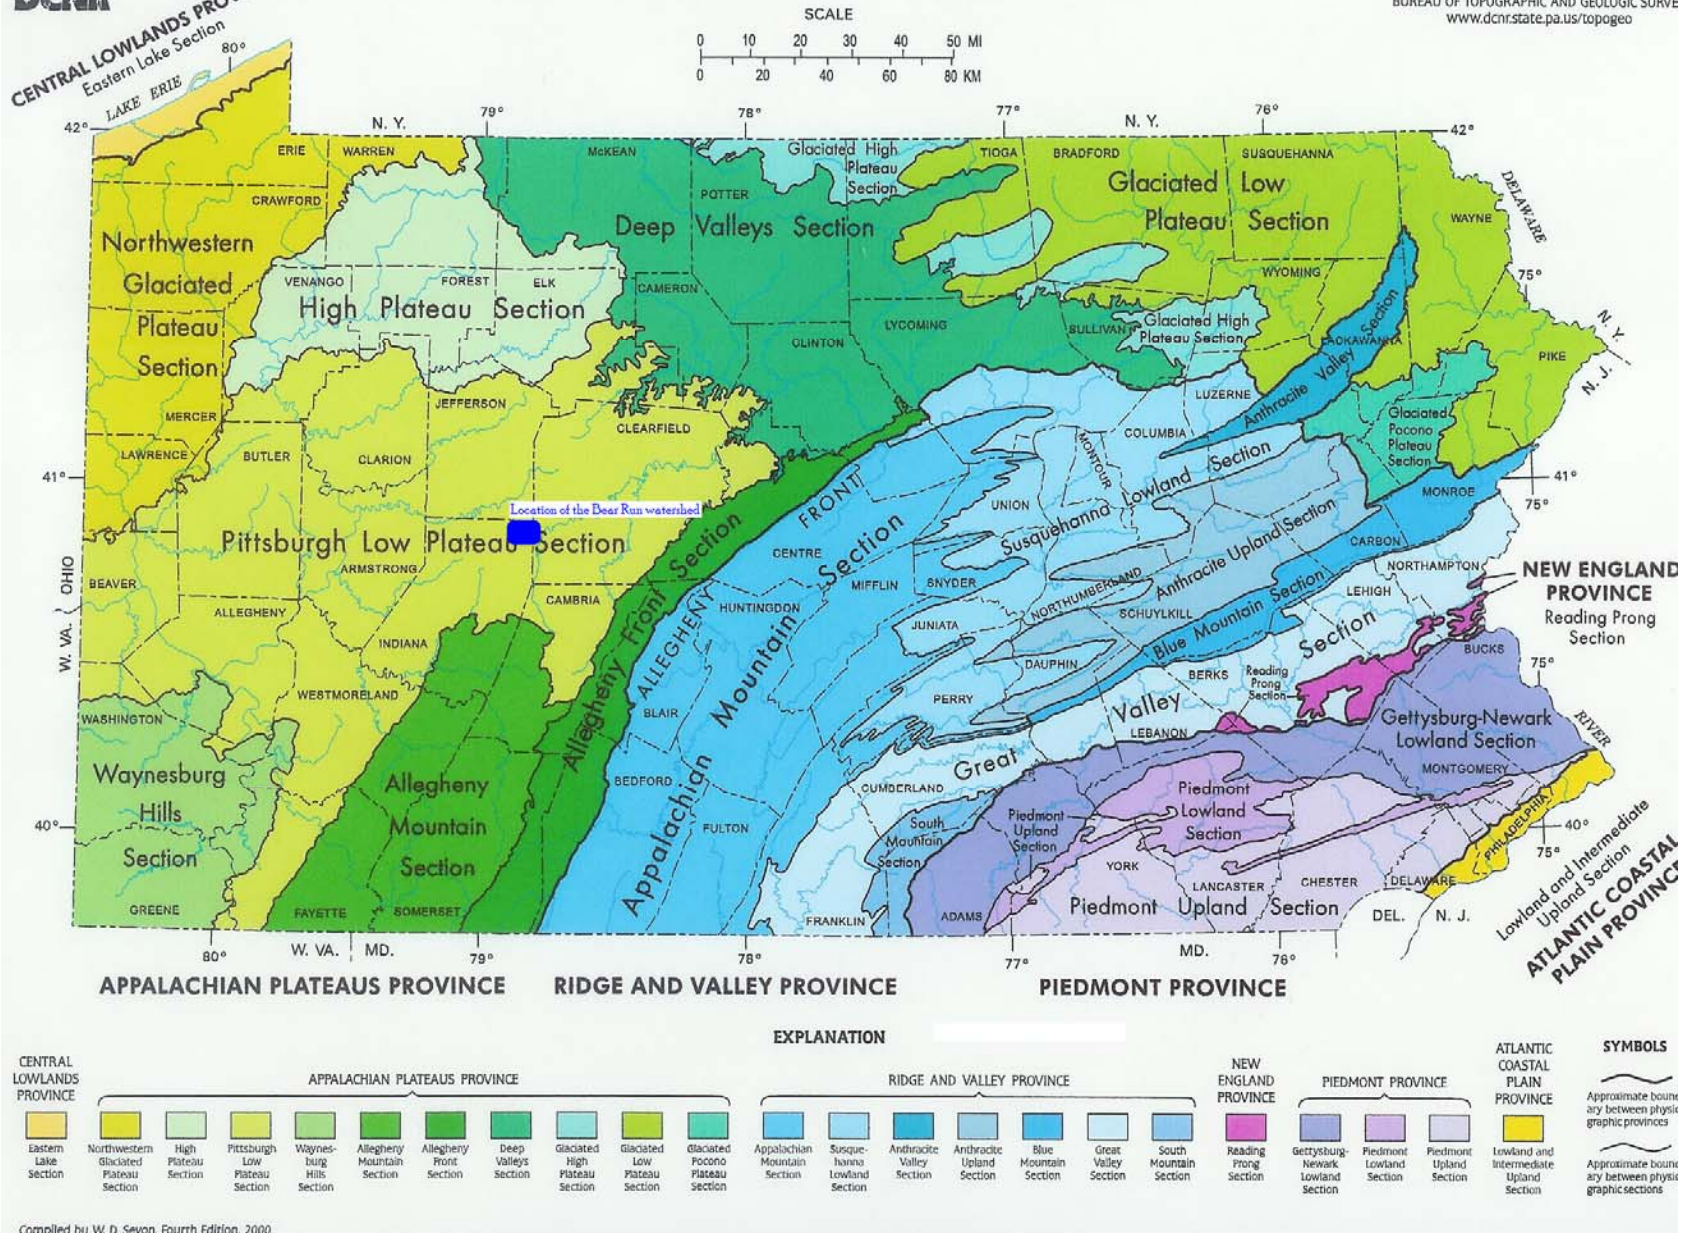 DCNR
BUREAU OF TOPOGRAPHIC AND GEOLOGIC SURVE
www.dcnr.state.pa.us/topogeo
SCALE
0 10 20 30 40 50 MI
0 20 40 60 80 KM
CENTRAL LOWLANDS PRO
Eastern Lake Section
80°
LAKE ERIE
42°
N. Y.
79°
78°
77°
N. Y.
76°
42°
ERIE
WARREN
McKEAN
Glaciated High
Plateau
Section
TIOGA
BRADFORD
SUSQUEHANNA
CRAWFORD
POTTER
Glaciated Low
Plateau Section
WAYNE
DELAWARE
Deep Valleys Section
Northwestern
Glaciated
Plateau
Section
VENANGO
FOREST
ELK
High Plateau Section
CAMERON
WYOMING
75°
LYCOMING
SULLIVAN
Glaciated High
Plateau Section
CLINTON
LACKAWANNA
Anthracite Valley Section
N. Y.
N. J.
PIKE
MERCER
JEFFERSON
LUZERNE
Glaciated
Pocono
Plateau
Section
CLEARFIELD
COLUMBIA
MONTOUR
LAWRENCE
BUTLER
CLARION
41°
41°
75°
MONROE
UNION
Susquehanna Lowland Section
Location of the Bear Run watershed
Pittsburgh Low Plateau Section
ALLEGHENY FRONT
Allegheny Front Section
CENTRE
Appalachian Mountain Section
MIFFLIN
SNYDER
NORTHUMBERLAND
Anthracite Upland Section
CARBON
NORTHAMPTON
NEW ENGLAND
PROVINCE
Reading Prong
Section
OHIO
W. VA.
BEAVER
ARMSTRONG
ALLEGHENY
CAMBRIA
HUNTINGDON
JUNIATA
SCHUYLKILL
Blue Mountain Section
LEHIGH
INDIANA
DAUPHIN
BUCKS
75°
WESTMORELAND
PERRY
BERKS
Reading
Prong
Section
WASHINGTON
BLAIR
Great Valley Section
LEBANON
Gettysburg-Newark
Lowland Section
RIVER
Waynesburg
Hills
Section
Allegheny
Mountain
Section
BEDFORD
CUMBERLAND
MONTGOMERY
Piedmont
Lowland
Section
Piedmont
Upland
Section
South
Mountain
Section
FULTON
40°
PHILADELPHIA
40°
75°
YORK
LANCASTER
CHESTER
DELAWARE
GREENE
FAYETTE
SOMERSET
FRANKLIN
ADAMS
Piedmont Upland Section
DEL.
N. J.
Lowland and Intermediate
Upland Section
ATLANTIC COASTAL
PLAIN PROVINCE
80°
W. VA.
MD.
79°
78°
77°
MD.
76°
APPALACHIAN PLATEAUS PROVINCE
RIDGE AND VALLEY PROVINCE
PIEDMONT PROVINCE
EXPLANATION
CENTRAL
LOWLANDS
PROVINCE
APPALACHIAN PLATEAUS PROVINCE
RIDGE AND VALLEY PROVINCE
NEW
ENGLAND
PROVINCE
PIEDMONT PROVINCE
ATLANTIC
COASTAL
PLAIN
PROVINCE
SYMBOLS
Approximate bound-
ary between physio
graphic provinces
Approximate bound
ary between physio
graphic sections
Eastern
Lake
Section
Northwestern
Glaciated
Plateau
Section
High
Plateau
Section
Pittsburgh
Low
Plateau
Section
Waynes-
burg
Hills
Section
Allegheny
Mountain
Section
Allegheny
Front
Section
Deep
Valleys
Section
Glaciated
High
Plateau
Section
Glaciated
Low
Plateau
Section
Glaciated
Pocono
Plateau
Section
Appalachian
Mountain
Section
Susque-
hanna
Lowland
Section
Anthracite
Valley
Section
Anthracite
Upland
Section
Blue
Mountain
Section
Great
Valley
Section
South
Mountain
Section
Reading
Prong
Section
Gettysburg-
Newark
Lowland
Section
Piedmont
Lowland
Section
Piedmont
Upland
Section
Lowland and
Intermediate
Upland
Section
Compiled by W. D. Sevon, Fourth Edition, 2000